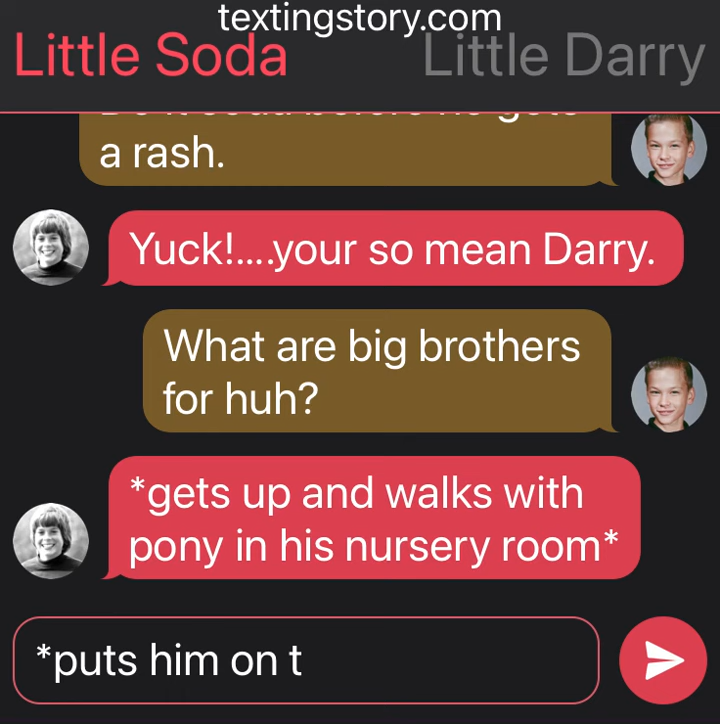 textingstory.com
Little Soda
Little Darry
a rash.
Yuck!....your so mean Darry.
What are big brothers
for huh?
*gets up and walks with
pony in his nursery room*
*puts him on t